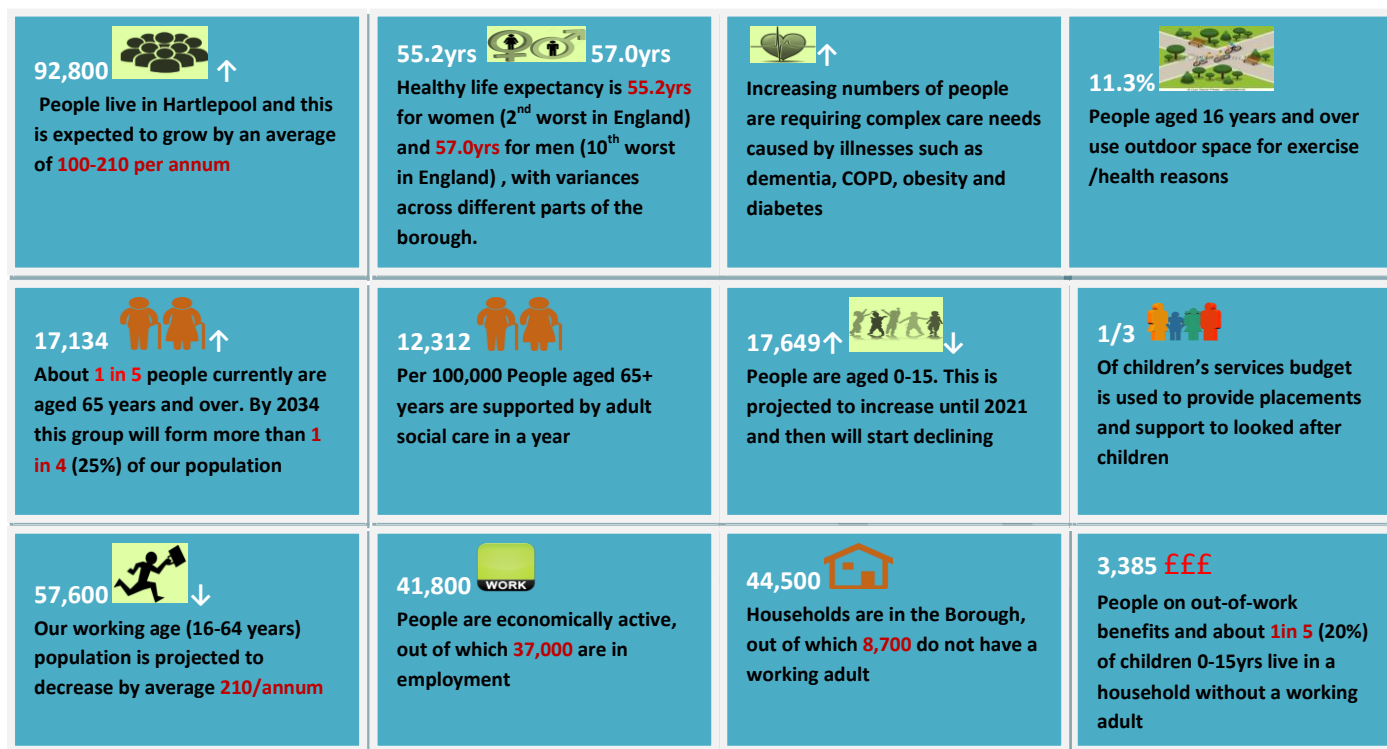 92,800 ↑
People live in Hartlepool and this
is expected to grow by an average
of 100-210 per annum
55.2yrs 57.0yrs
Healthy life expectancy is 55.2yrs
for women (2nd worst in England)
and 57.0yrs for men (10th worst
in England) , with variances
across different parts of the
borough.
↑
Increasing numbers of people
are requiring complex care needs
caused by illnesses such as
dementia, COPD, obesity and
diabetes
11.3%
People aged 16 years and over
use outdoor space for exercise
/health reasons
17,134 ↑
About 1 in 5 people currently are
aged 65 years and over. By 2034
this group will form more than 1
in 4 (25%) of our population
12,312
Per 100,000 People aged 65+
years are supported by adult
social care in a year
17,649↑ ↓
People are aged 0-15. This is
projected to increase until 2021
and then will start declining
1/3
Of children’s services budget
is used to provide placements
and support to looked after
children
57,600 ↓
Our working age (16-64 years)
population is projected to
decrease by average 210/annum
41,800 WORK
People are economically active,
out of which 37,000 are in
employment
44,500
Households are in the Borough,
out of which 8,700 do not have a
working adult
3,385 £££
People on out-of-work
benefits and about 1in 5 (20%)
of children 0-15yrs live in a
household without a working
adult